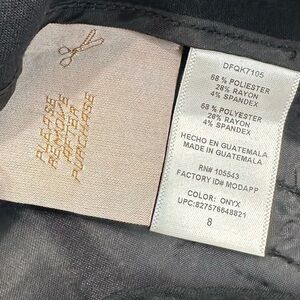 PLEASE
REMOVE
AFTER
PURCHASE
DFQK7105
68 % POLIESTER
28% RAYON
4% SPANDEX
68 % POLYESTER
28% RAYON
4% SPANDEX
HECHO EN GUATEMALA
MADE IN GUATEMALA
RN# 105543
FACTORY ID# MODAPP
COLOR: ONYX
UPC:827576648821
8